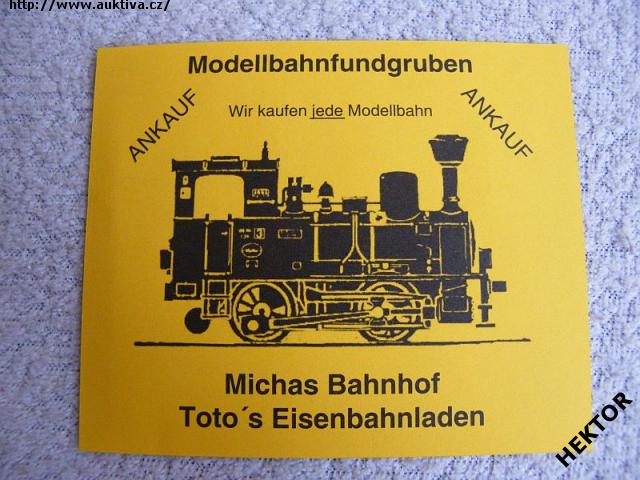 http://www.auktiva.cz/
Modellbahnfundgruben
ANKAUF
ANKAUF
Wir kaufen jede Modellbahn
Michas Bahnhof
Toto´s Eisenbahnladen
HEKTOR